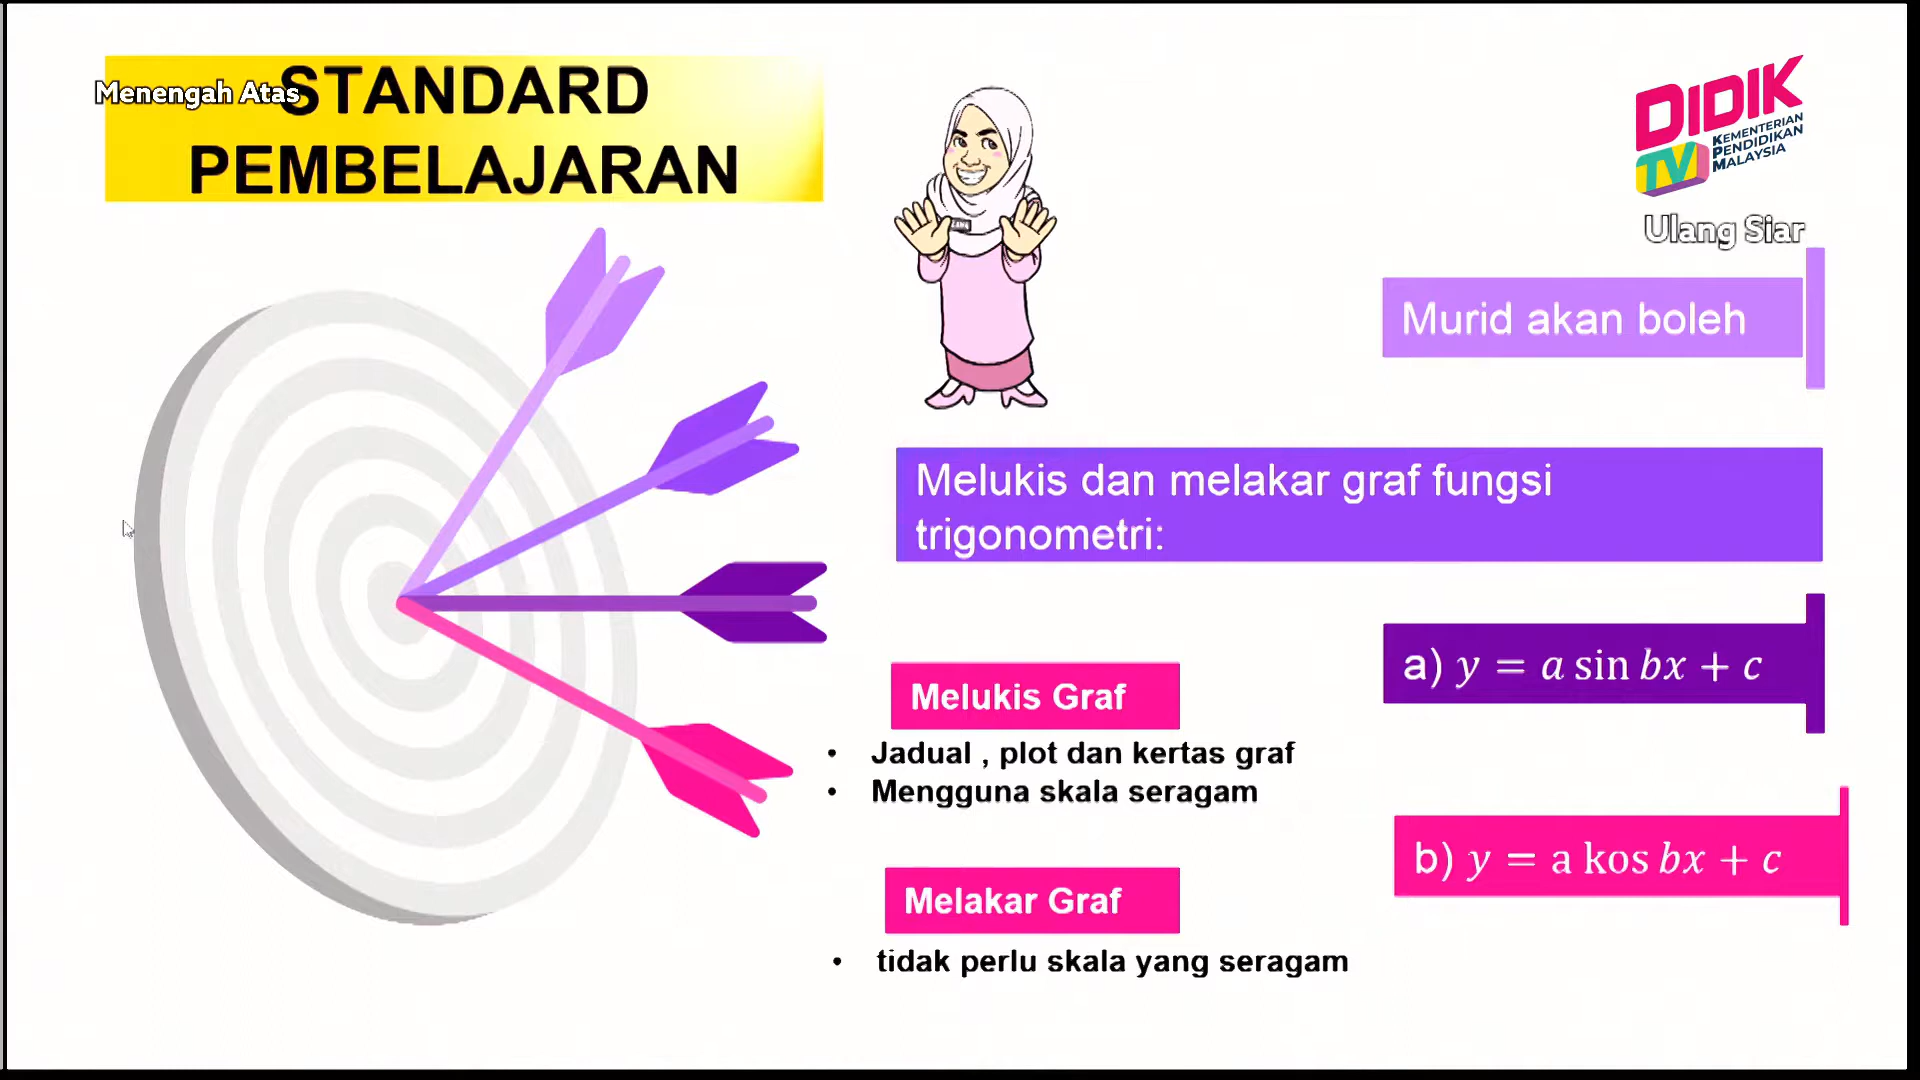 Menengah Atas
STANDARD
PEMBELAJARAN
DIDIK
TV
KEMENTERIAN
PENDIDIKAN
MALAYSIA
Ulang Siar
Murid akan boleh
Melukis dan melakar graf fungsi
trigonometri:
a) y = a sin bx + c
Melukis Graf
• Jadual , plot dan kertas graf
• Mengguna skala seragam
b) y = a kos bx + c
Melakar Graf
• tidak perlu skala yang seragam